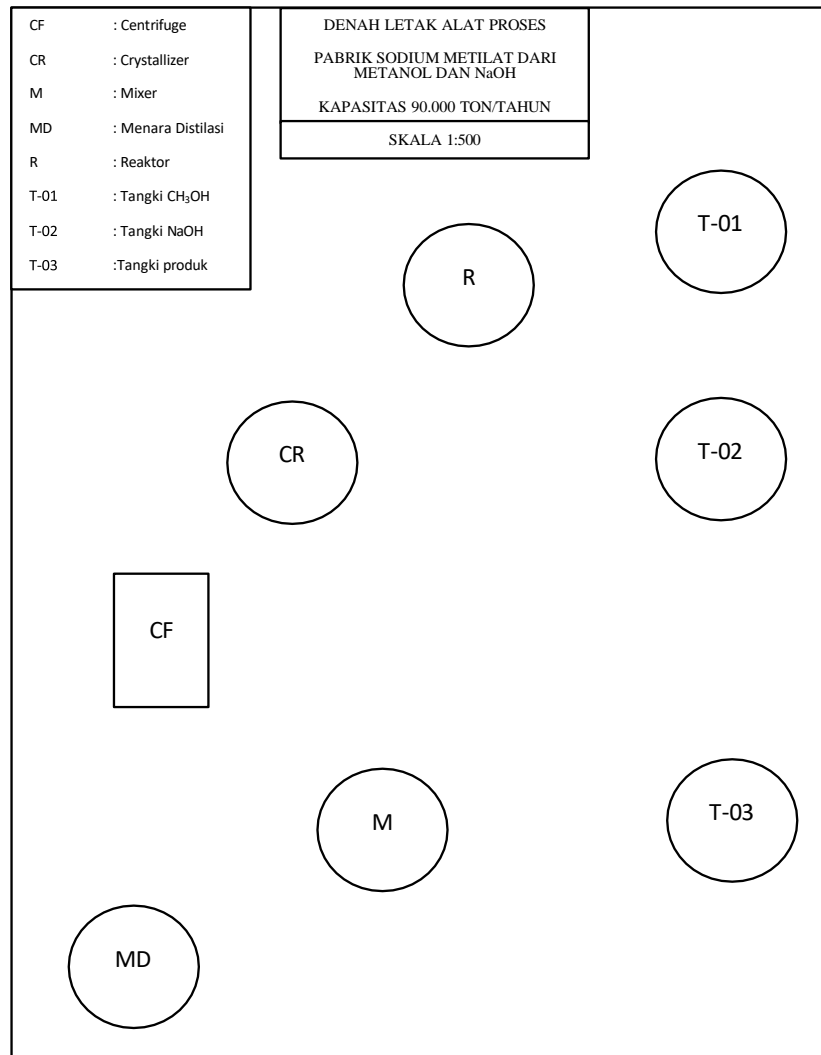 CF : Centrifuge
CR : Crystallizer
M : Mixer
MD : Menara Distilasi
R : Reaktor
T-01 : Tangki CH₃OH
T-02 : Tangki NaOH
T-03 :Tangki produk
DENAH LETAK ALAT PROSES
PABRIK SODIUM METILAT DARI
METANOL DAN NaOH
KAPASITAS 90.000 TON/TAHUN
SKALA 1:500
T-01
R
CR
T-02
CF
M
T-03
MD